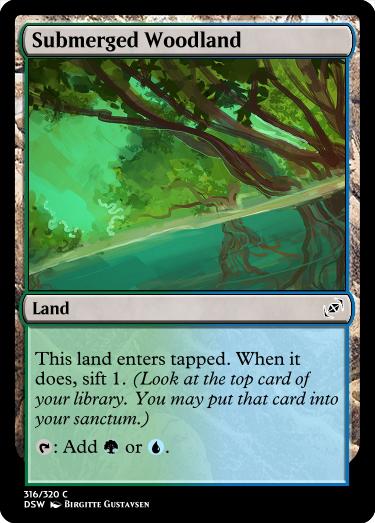 Submerged Woodland
Land
This land enters tapped. When it
does, sift 1. (Look at the top card of
your library. You may put that card into
your sanctum.)
: Add or .
316/320 C
DSW Birgitte Gustavsen